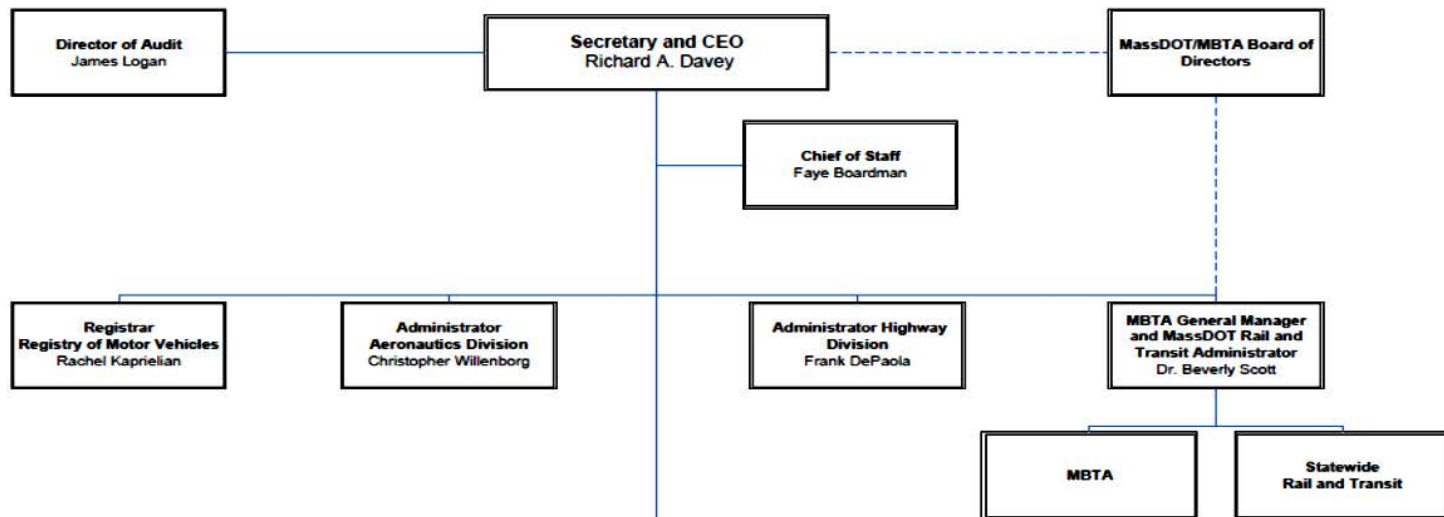 Director of Audit
James Logan
Secretary and CEO
Richard A. Davey
MassDOT/MBTA Board of
Directors
Chief of Staff
Faye Boardman
Registrar
Registry of Motor Vehicles
Rachel Kaprielian
Administrator
Aeronautics Division
Christopher Willenborg
Administrator Highway
Division
Frank DePaola
MBTA General Manager
and MassDOT Rail and
Transit Administrator
Dr. Beverly Scott
MBTA
Statewide
Rail and Transit